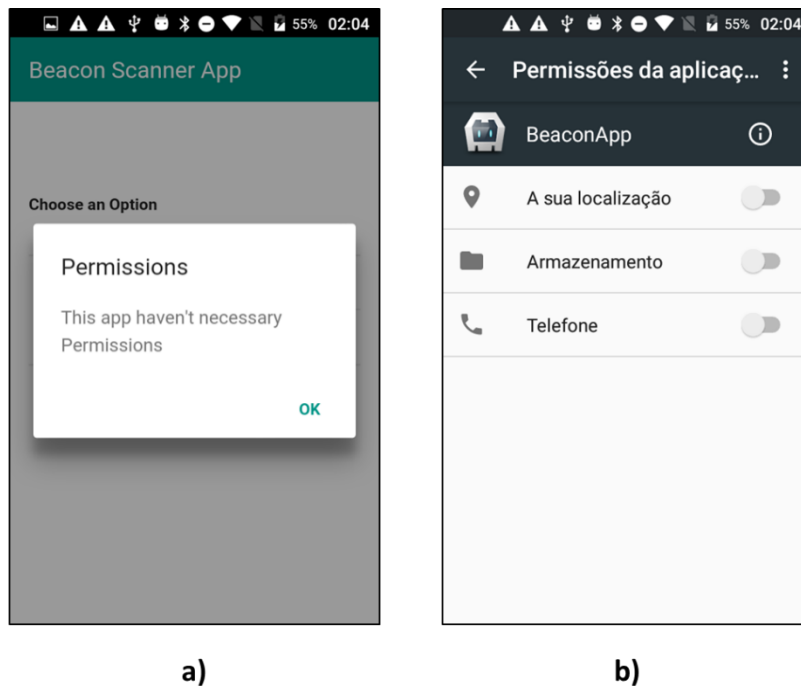 55% 02:04
Beacon Scanner App
Choose an Option
Permissions
This app haven't necessary
Permissions
OK
a)
55% 02:04
Permissões da aplicaç...
BeaconApp
A sua localização
Armazenamento
Telefone
b)